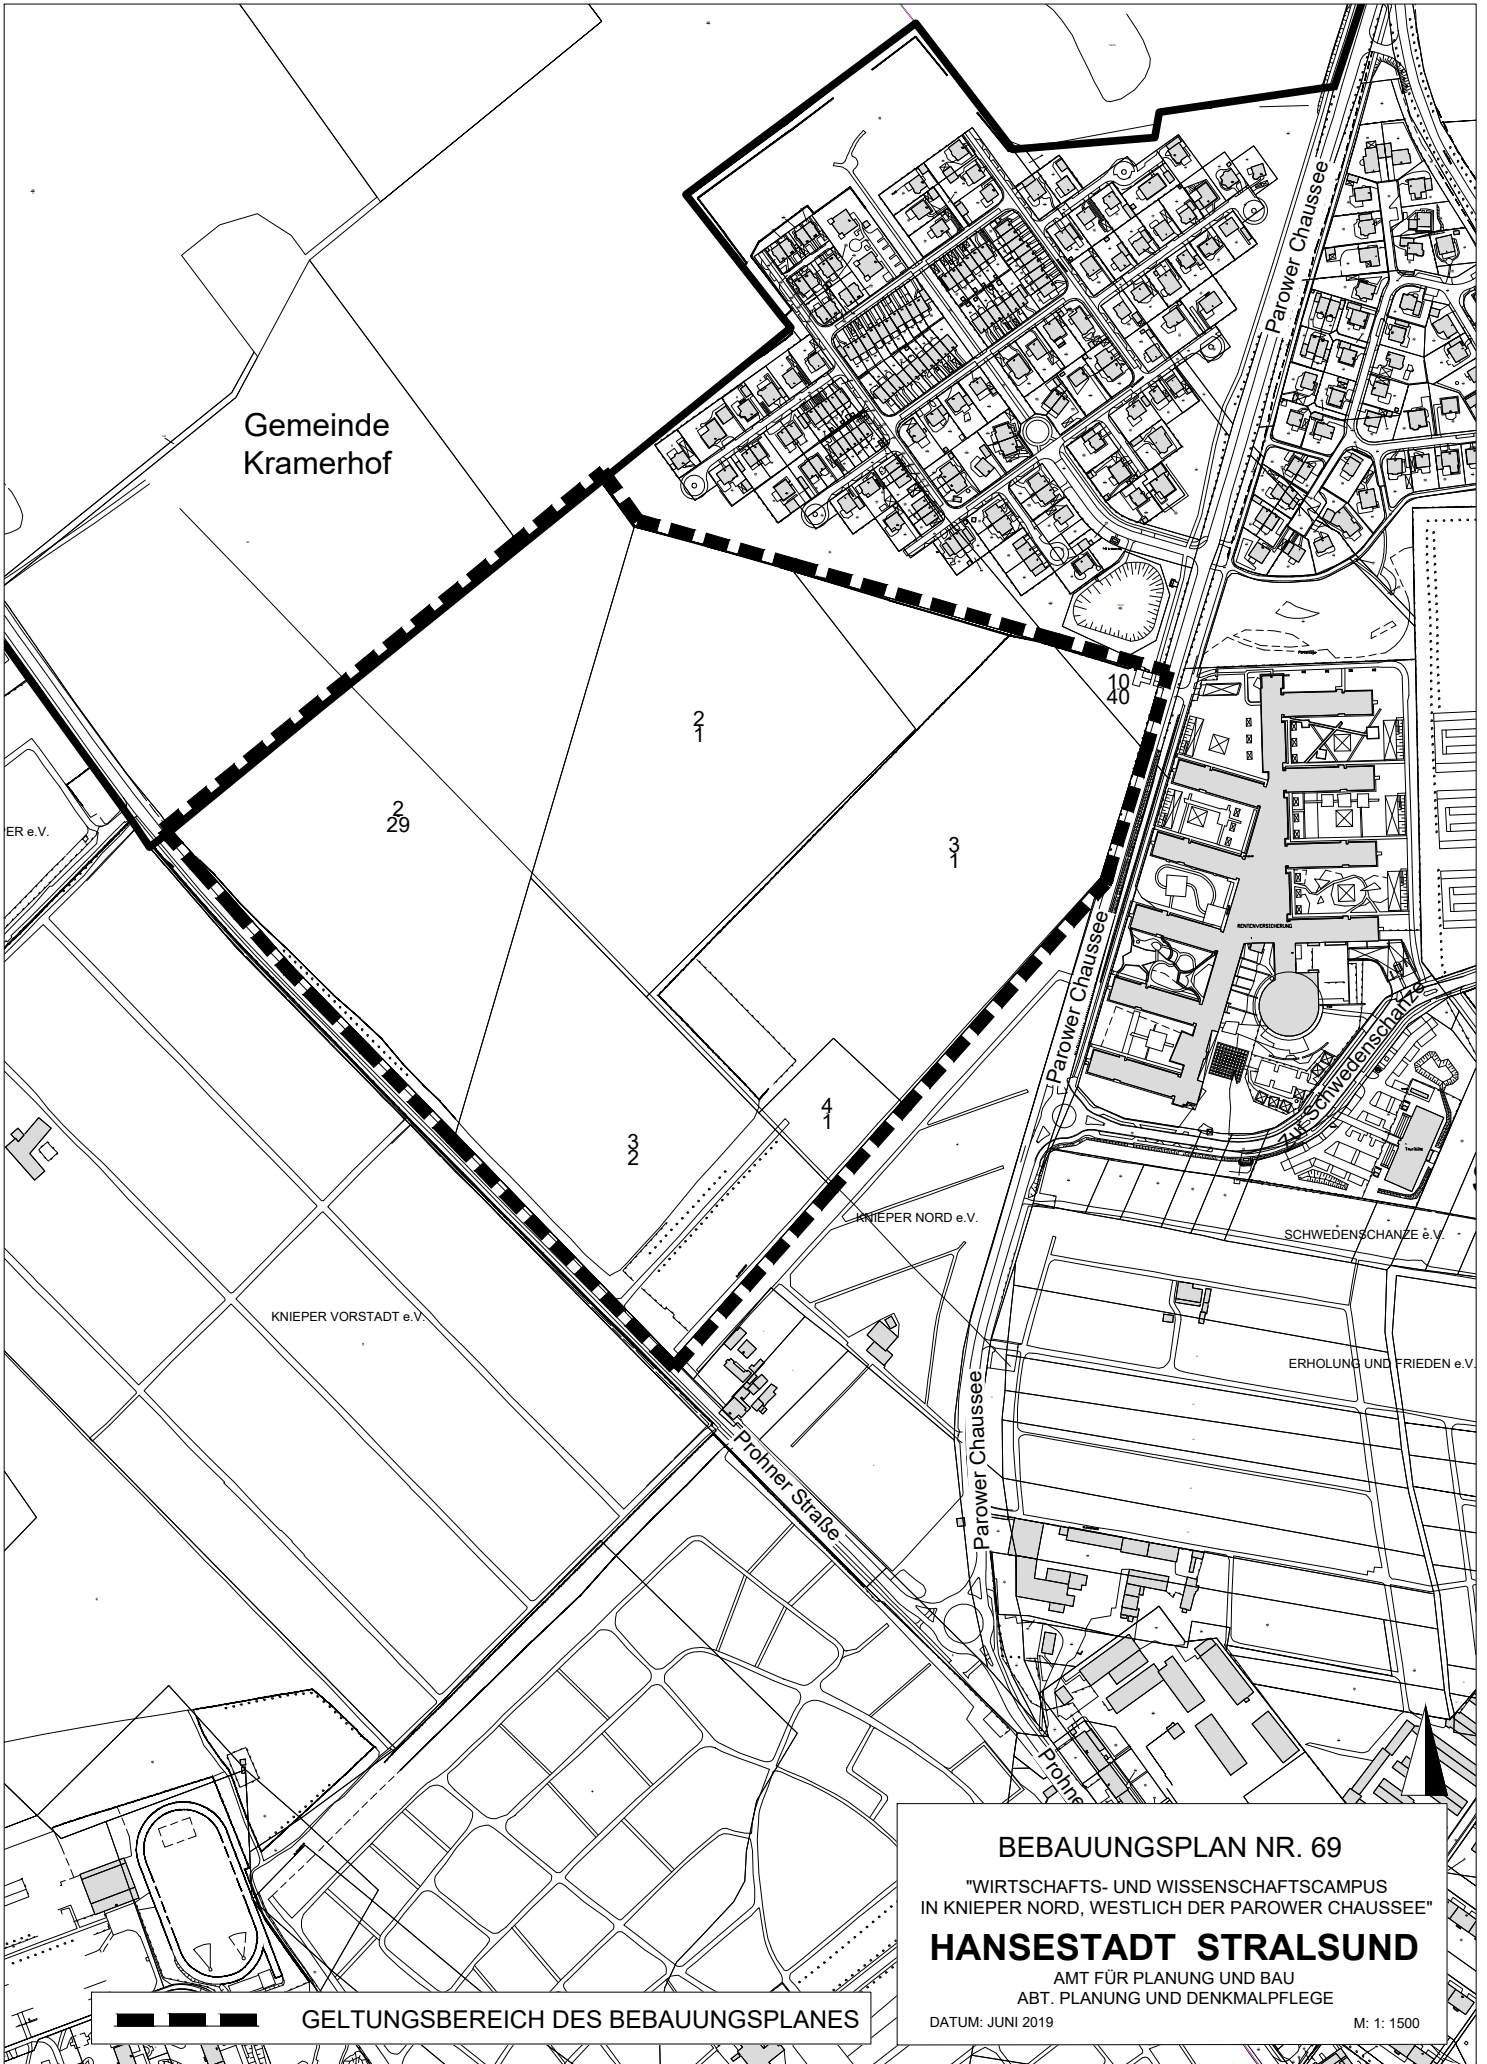 Parower Chaussee
Gemeinde
Kramerhof
10
40
2
1
2
29
3
1
ER e.V.
RENTENVERSICHERUNG
Parower Chaussee
Zur Schwedenschanze
4
1
3
2
KNIEPER NORD e.V.
SCHWEDENSCHANZE e.V.
KNIEPER VORSTADT e.V.
ERHOLUNG UND FRIEDEN e.V.
Parower Chaussee
Prohner Straße
Prohne
BEBAUUNGSPLAN NR. 69
"WIRTSCHAFTS- UND WISSENSCHAFTSCAMPUS
IN KNIEPER NORD, WESTLICH DER PAROWER CHAUSSEE"
HANSESTADT STRALSUND
AMT FÜR PLANUNG UND BAU
ABT. PLANUNG UND DENKMALPFLEGE
DATUM: JUNI 2019
M: 1: 1500
GELTUNGSBEREICH DES BEBAUUNGSPLANES